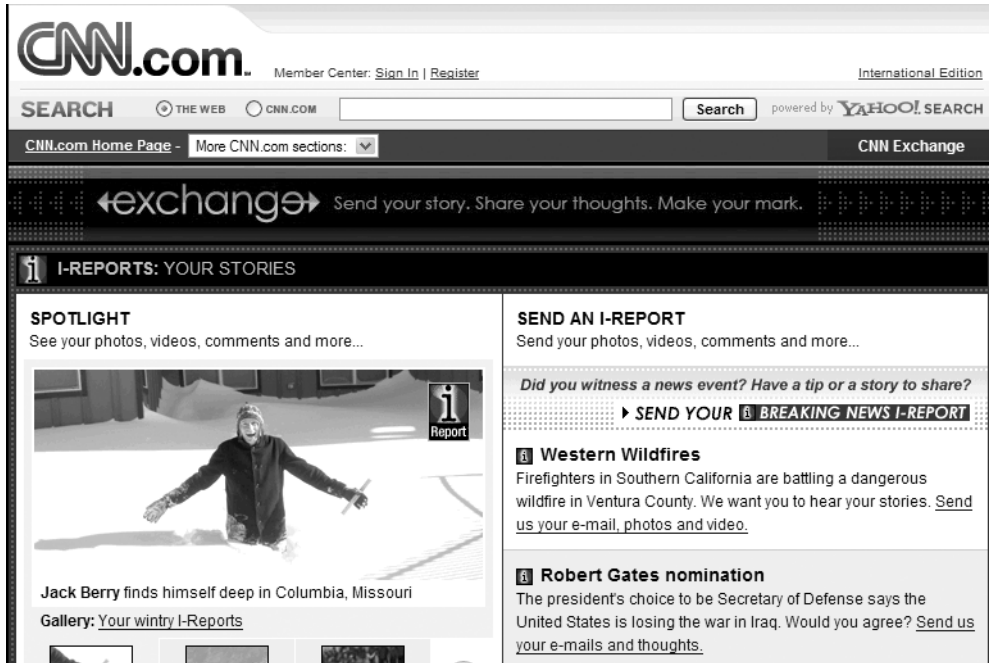 CNN.com
Member Center: Sign In | Register
International Edition
SEARCH THE WEB CNN.COM Search powered by YAHOO! SEARCH
CNN.com Home Page - More CNN.com sections:
CNN Exchange
exchange Send your story. Share your thoughts. Make your mark.
i I-REPORTS: YOUR STORIES
SPOTLIGHT
See your photos, videos, comments and more...
i Report
Jack Berry finds himself deep in Columbia, Missouri
Gallery: Your wintry I-Reports
SEND AN I-REPORT
Send your photos, videos, comments and more...
Did you witness a news event? Have a tip or a story to share?
SEND YOUR i BREAKING NEWS I-REPORT
i Western Wildfires
Firefighters in Southern California are battling a dangerous
wildfire in Ventura County. We want you to hear your stories. Send
us your e-mail, photos and video.
i Robert Gates nomination
The president's choice to be Secretary of Defense says the
United States is losing the war in Iraq. Would you agree? Send us
your e-mails and thoughts.